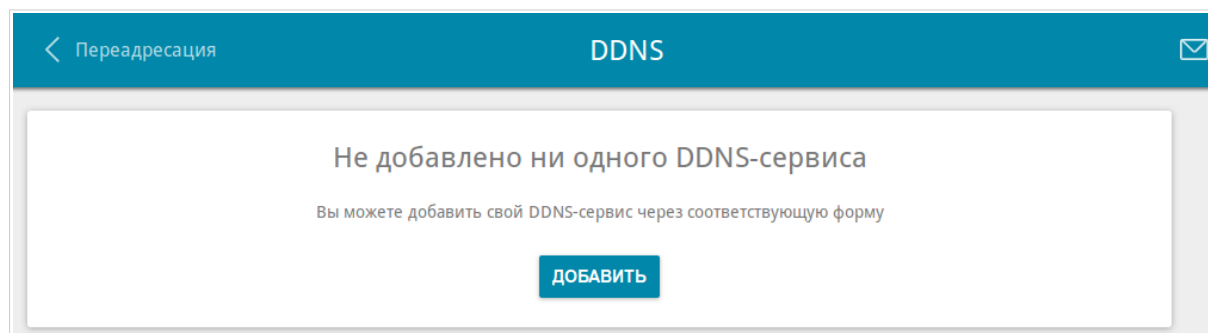 Переадресация
DDNS
Не добавлено ни одного DDNS-сервиса
Вы можете добавить свой DDNS-сервис через соответствующую форму
ДОБАВИТЬ